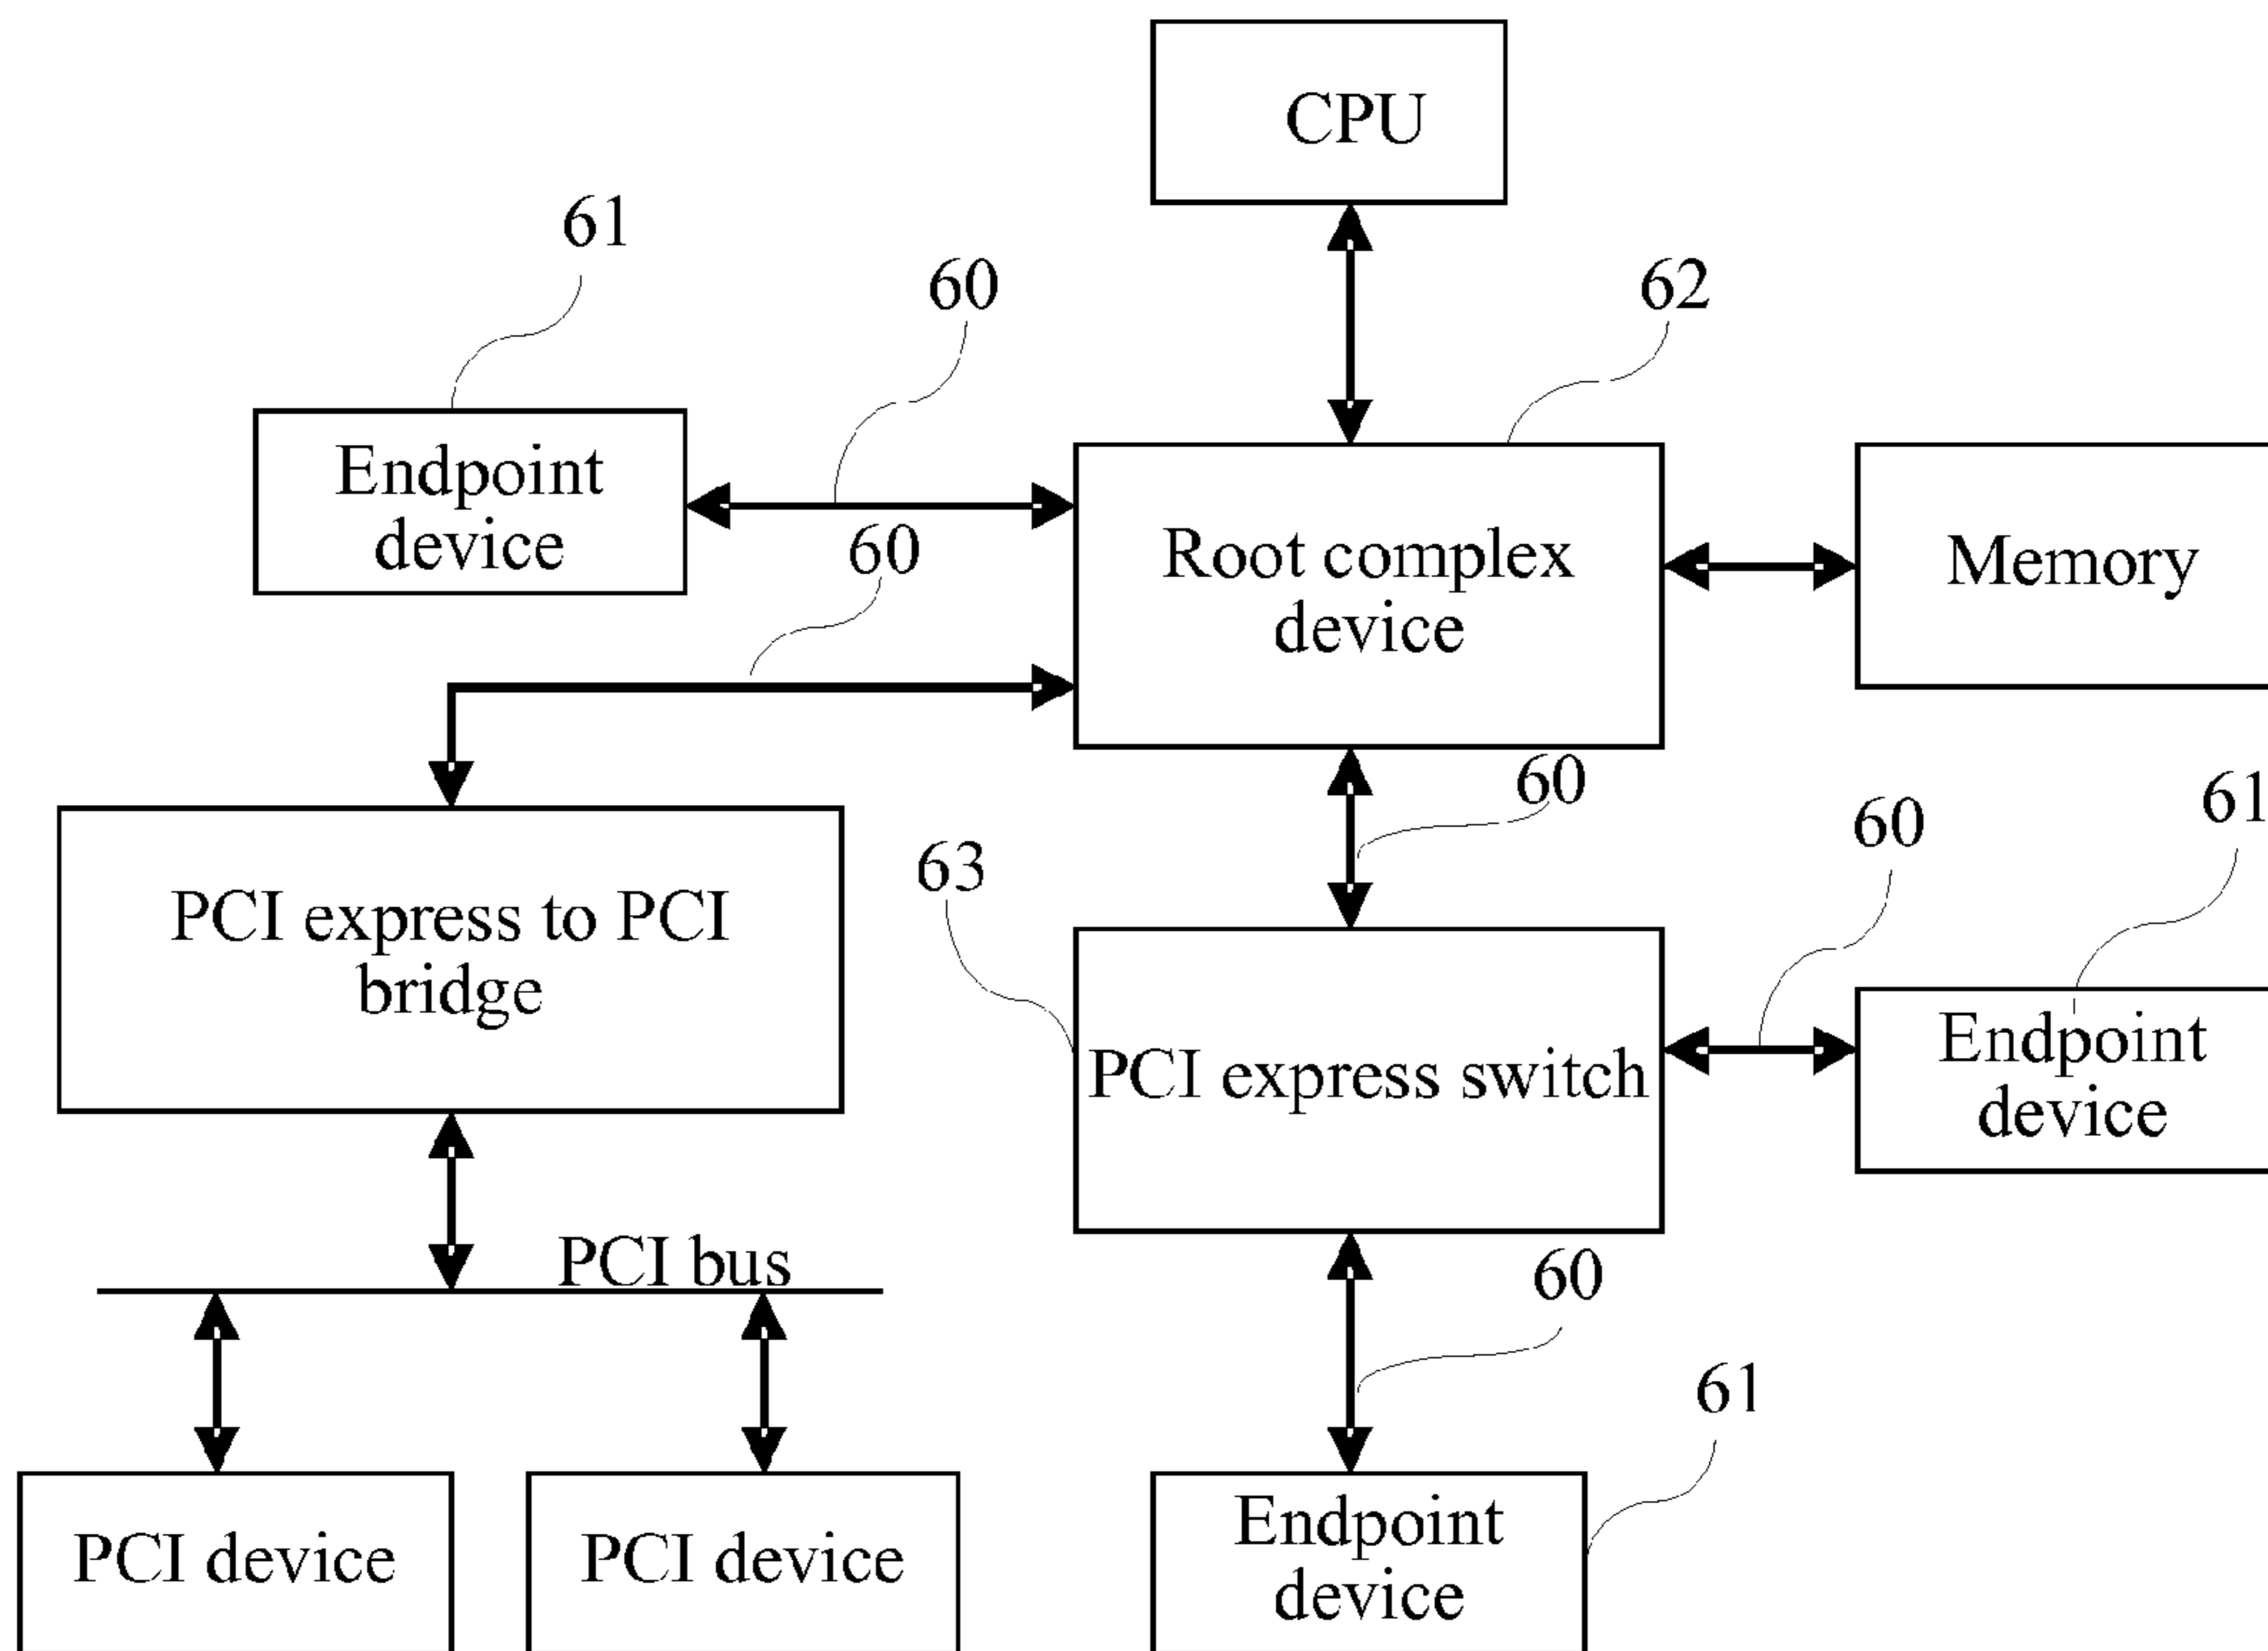 CPU
61
60
62
Endpoint
device
60
Root complex
device
Memory
60
61
60
63
PCI express to PCI
bridge
PCI express switch
Endpoint
device
PCI bus
60
61
PCI device
PCI device
Endpoint
device